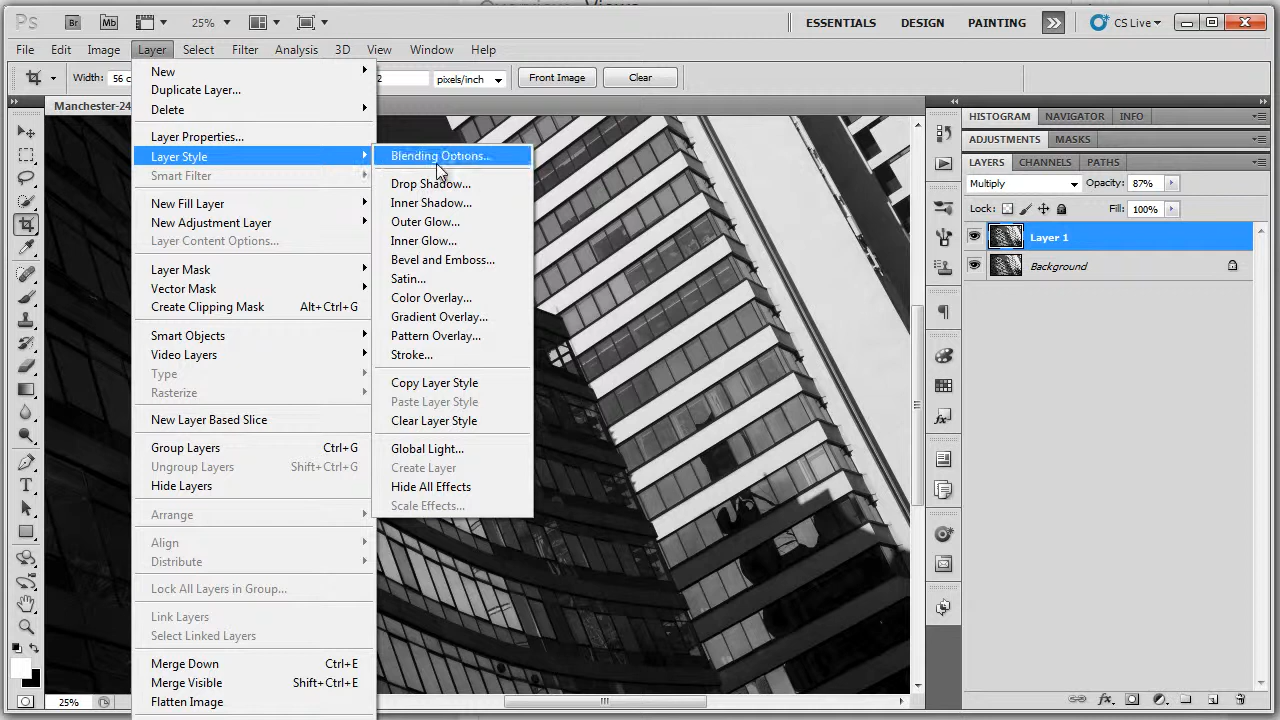 Overview Views
Ps Br Mb 25% ESSENTIALS DESIGN PAINTING CS Live
File Edit Image Layer Select Filter Analysis 3D View Window Help
Width: 56 c 2 pixels/inch Front Image Clear
Manchester-24
New
Duplicate Layer...
Delete
Layer Properties...
Layer Style
Smart Filter
New Fill Layer
New Adjustment Layer
Layer Content Options...
Layer Mask
Vector Mask
Create Clipping Mask Alt+Ctrl+G
Smart Objects
Video Layers
Type
Rasterize
New Layer Based Slice
Group Layers Ctrl+G
Ungroup Layers Shift+Ctrl+G
Hide Layers
Arrange
Align
Distribute
Lock All Layers in Group...
Link Layers
Select Linked Layers
Merge Down Ctrl+E
Merge Visible Shift+Ctrl+E
Flatten Image
Blending Options...
Drop Shadow...
Inner Shadow...
Outer Glow...
Inner Glow...
Bevel and Emboss...
Satin...
Color Overlay...
Gradient Overlay...
Pattern Overlay...
Stroke...
Copy Layer Style
Paste Layer Style
Clear Layer Style
Global Light...
Create Layer
Hide All Effects
Scale Effects...
HISTOGRAM NAVIGATOR INFO
ADJUSTMENTS MASKS
LAYERS CHANNELS PATHS
Multiply Opacity: 87%
Lock: Fill: 100%
Layer 1
Background
25%